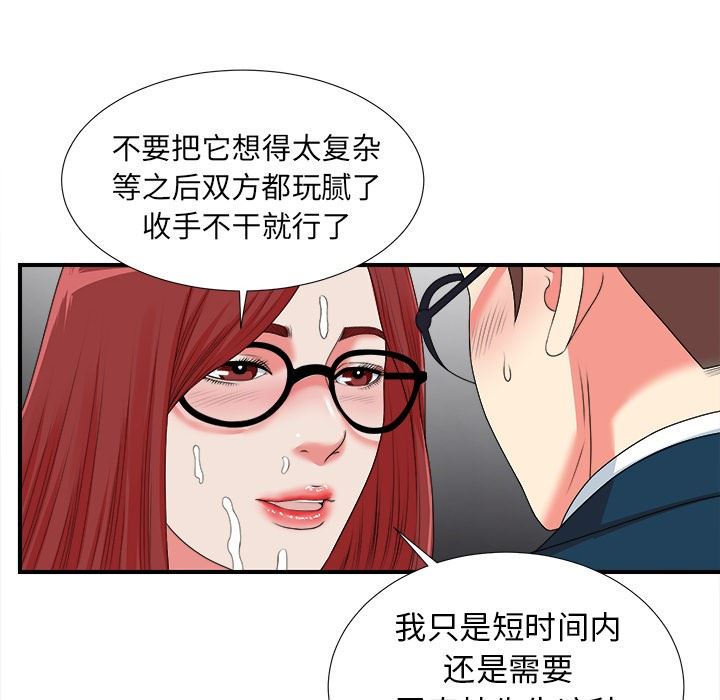 不要把它想得太复杂
等之后双方都玩腻了
收手不干就行了
我只是短时间内
还是需要